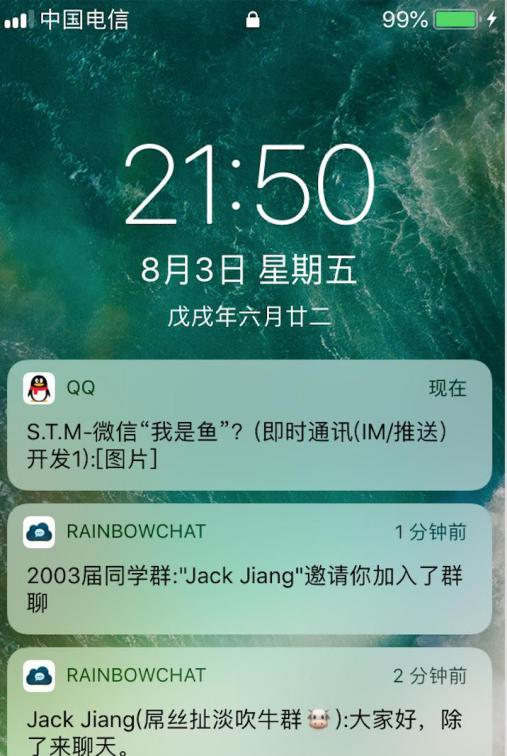 中国电信
99%
21:50
8月3日 星期五
戊戌年六月廿二
QQ
现在
S.T.M-微信“我是鱼”?（即时通讯(IM/推送）
开发1):[图片]
RAINBOWCHAT
1 分钟前
2003届同学群:"Jack Jiang"邀请你加入了群
聊
RAINBOWCHAT
2 分钟前
Jack Jiang(屌丝扯淡吹牛群🐮):大家好，除
了来聊天。